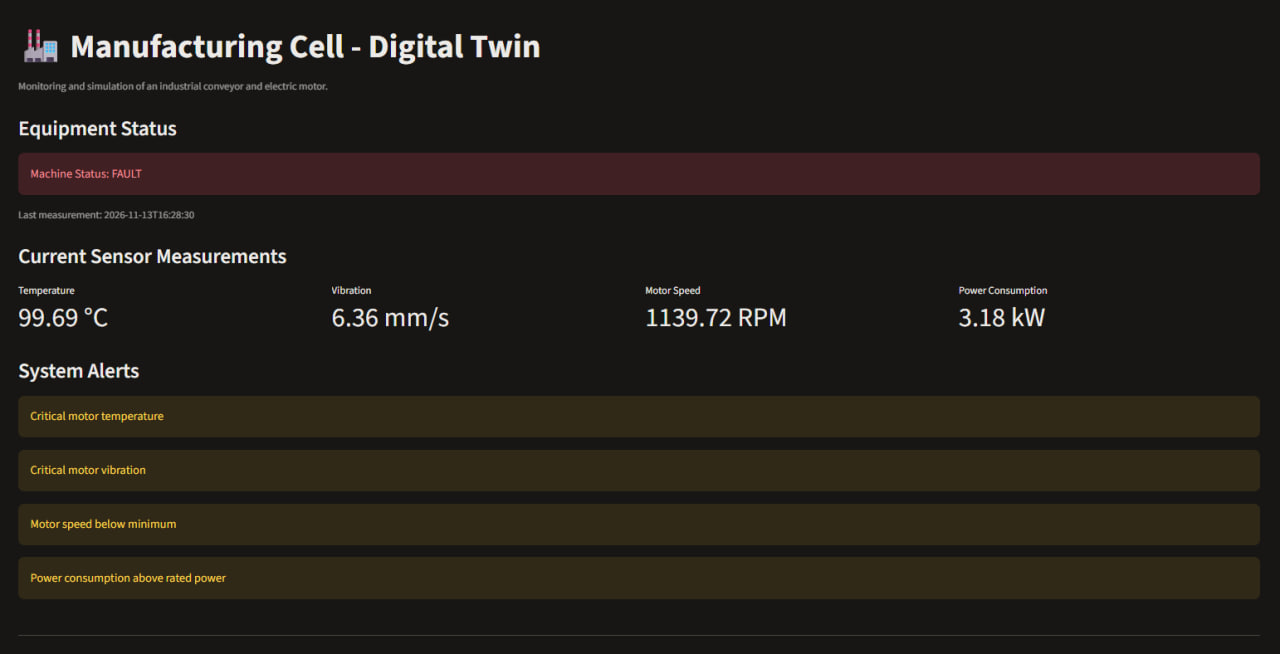 Manufacturing Cell - Digital Twin
Monitoring and simulation of an industrial conveyor and electric motor.
Equipment Status
Machine Status: FAULT
Last measurement: 2026-11-13T16:28:30
Current Sensor Measurements
Temperature
99.69 °C
Vibration
6.36 mm/s
Motor Speed
1139.72 RPM
Power Consumption
3.18 kW
System Alerts
Critical motor temperature
Critical motor vibration
Motor speed below minimum
Power consumption above rated power